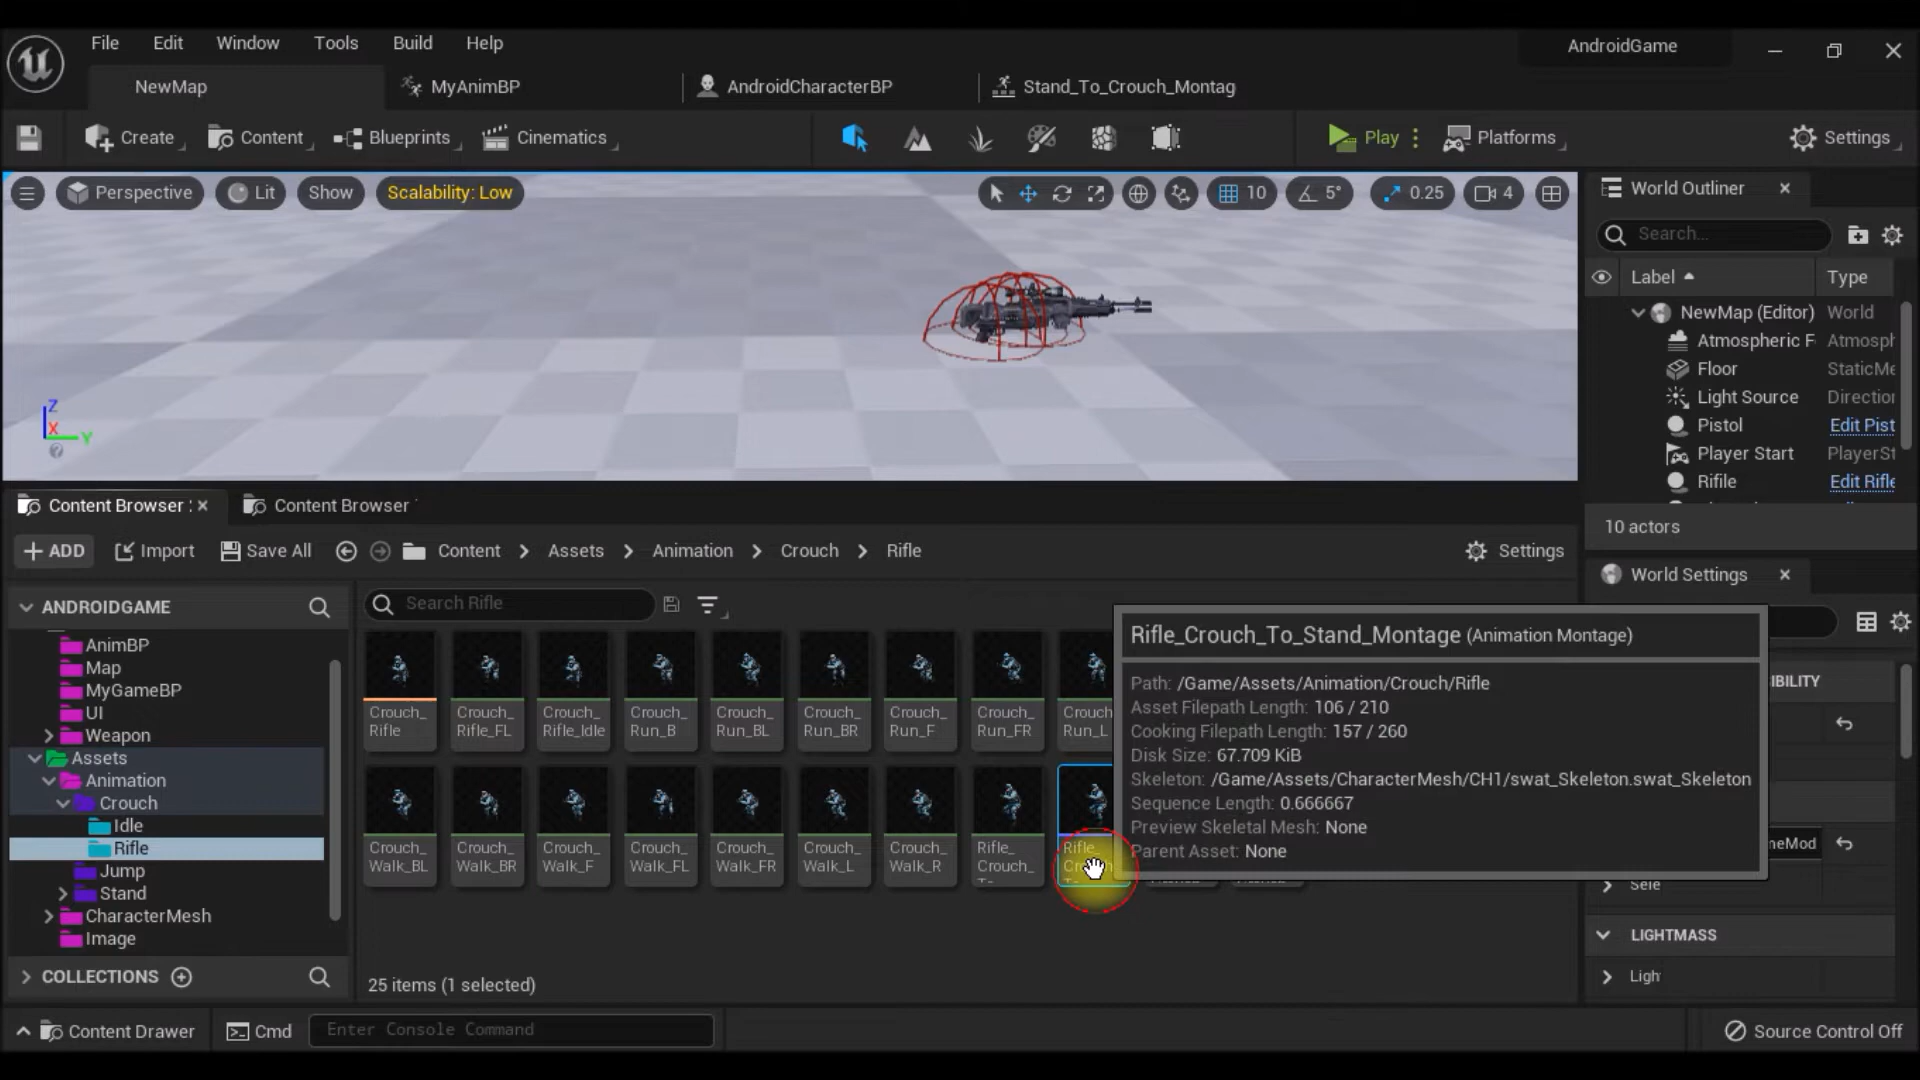 File Edit Window Tools Build Help
AndroidGame
NewMap
MyAnimBP
AndroidCharacterBP
Stand_To_Crouch_Montag
Create
Content
Blueprints
Cinematics
Play
Platforms
Settings
Perspective
Lit
Show
Scalability: Low
10
5°
0.25
4
Z
X
Y
World Outliner
Search...
Label
Type
NewMap (Editor) World
Atmospheric F Atmosph
Floor StaticMe
Light Source Direction
Pistol Edit Pist
Player Start PlayerSt
Rifile Edit Rifle
10 actors
Content Browser :
Content Browser
+ ADD
Import
Save All
Content > Assets > Animation > Crouch > Rifle
Settings
World Settings
ANDROIDGAME
Search Rifle
AnimBP
Map
MyGameBP
UI
Weapon
Assets
Animation
Crouch
Idle
Rifle
Jump
Stand
CharacterMesh
Image
COLLECTIONS
Crouch_
Rifle
Crouch_
Rifle_FL
Crouch_
Rifle_Idle
Crouch_
Run_B
Crouch_
Run_BL
Crouch_
Run_BR
Crouch_
Run_F
Crouch_
Run_FR
Crouch
Run_L
Crouch_
Walk_BL
Crouch_
Walk_BR
Crouch_
Walk_F
Crouch_
Walk_FL
Crouch_
Walk_FR
Crouch_
Walk_L
Crouch_
Walk_R
Rifle_
Crouch_
Rifle_
Rifle_Crouch_To_Stand_Montage (Animation Montage)
Path: /Game/Assets/Animation/Crouch/Rifle
Asset Filepath Length: 106 / 210
Cooking Filepath Length: 157 / 260
Disk Size: 67.709 KiB
Skeleton: /Game/Assets/CharacterMesh/CH1/swat_Skeleton.swat_Skeleton
Sequence Length: 0.666667
Preview Skeletal Mesh: None
Parent Asset: None
IBILITY
neMod
Sele
LIGHTMASS
Ligh
25 items (1 selected)
Content Drawer
Cmd
Enter Console Command
Source Control Off